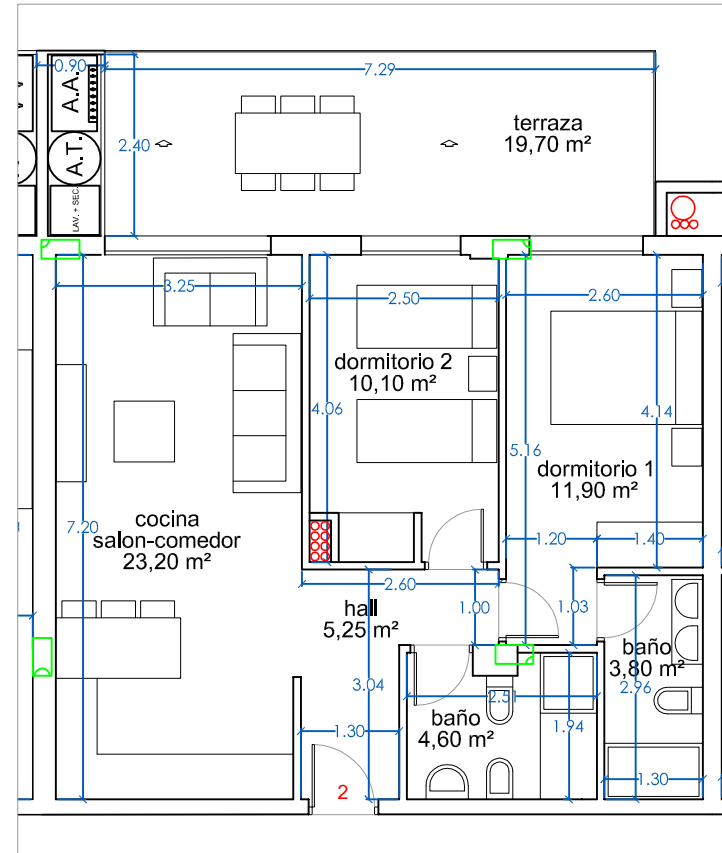 0.90
7.29
A.A.
A.T.
LAV. + SEC.
2.40
terraza
19,70 m²
3.25
2.50
2.60
dormitorio 2
10,10 m²
4.06
4.14
5.16
dormitorio 1
11,90 m²
7.20
cocina
salon-comedor
23,20 m²
1.20
1.40
2.60
hall
5,25 m²
1.00
1.03
baño
3,80 m²
3.04
2.96
2.51
baño
4,60 m²
1.94
1.30
1.30
2